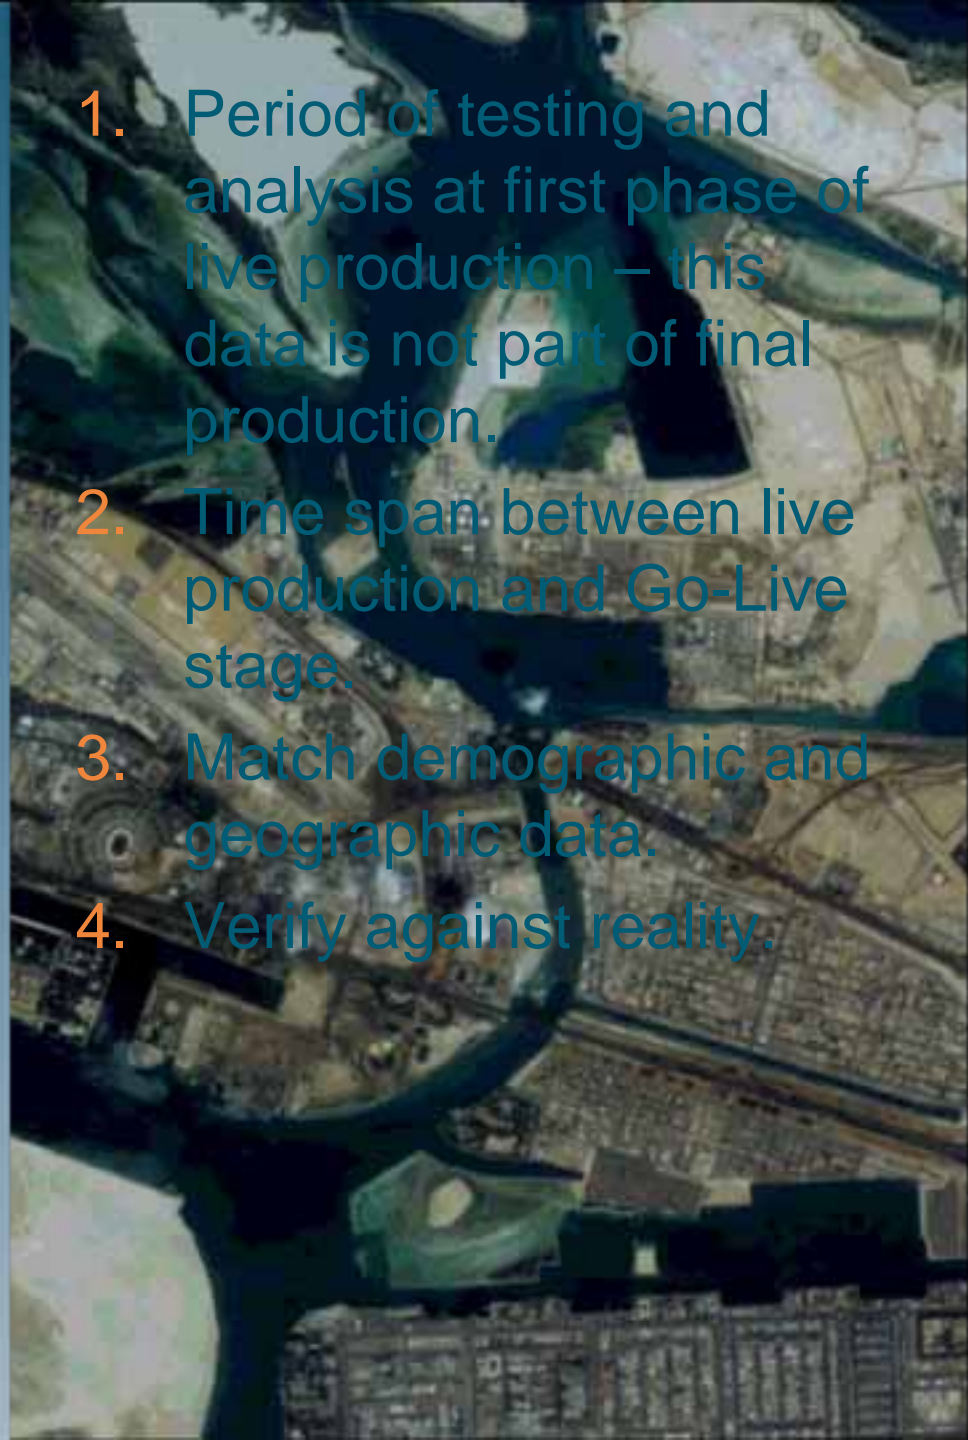 1. Period of testing and
analysis at first phase of
live production – this
data is not part of final
production.
2. Time span between live
production and Go-Live
stage.
3. Match demographic and
geographic data.
4. Verify against reality.